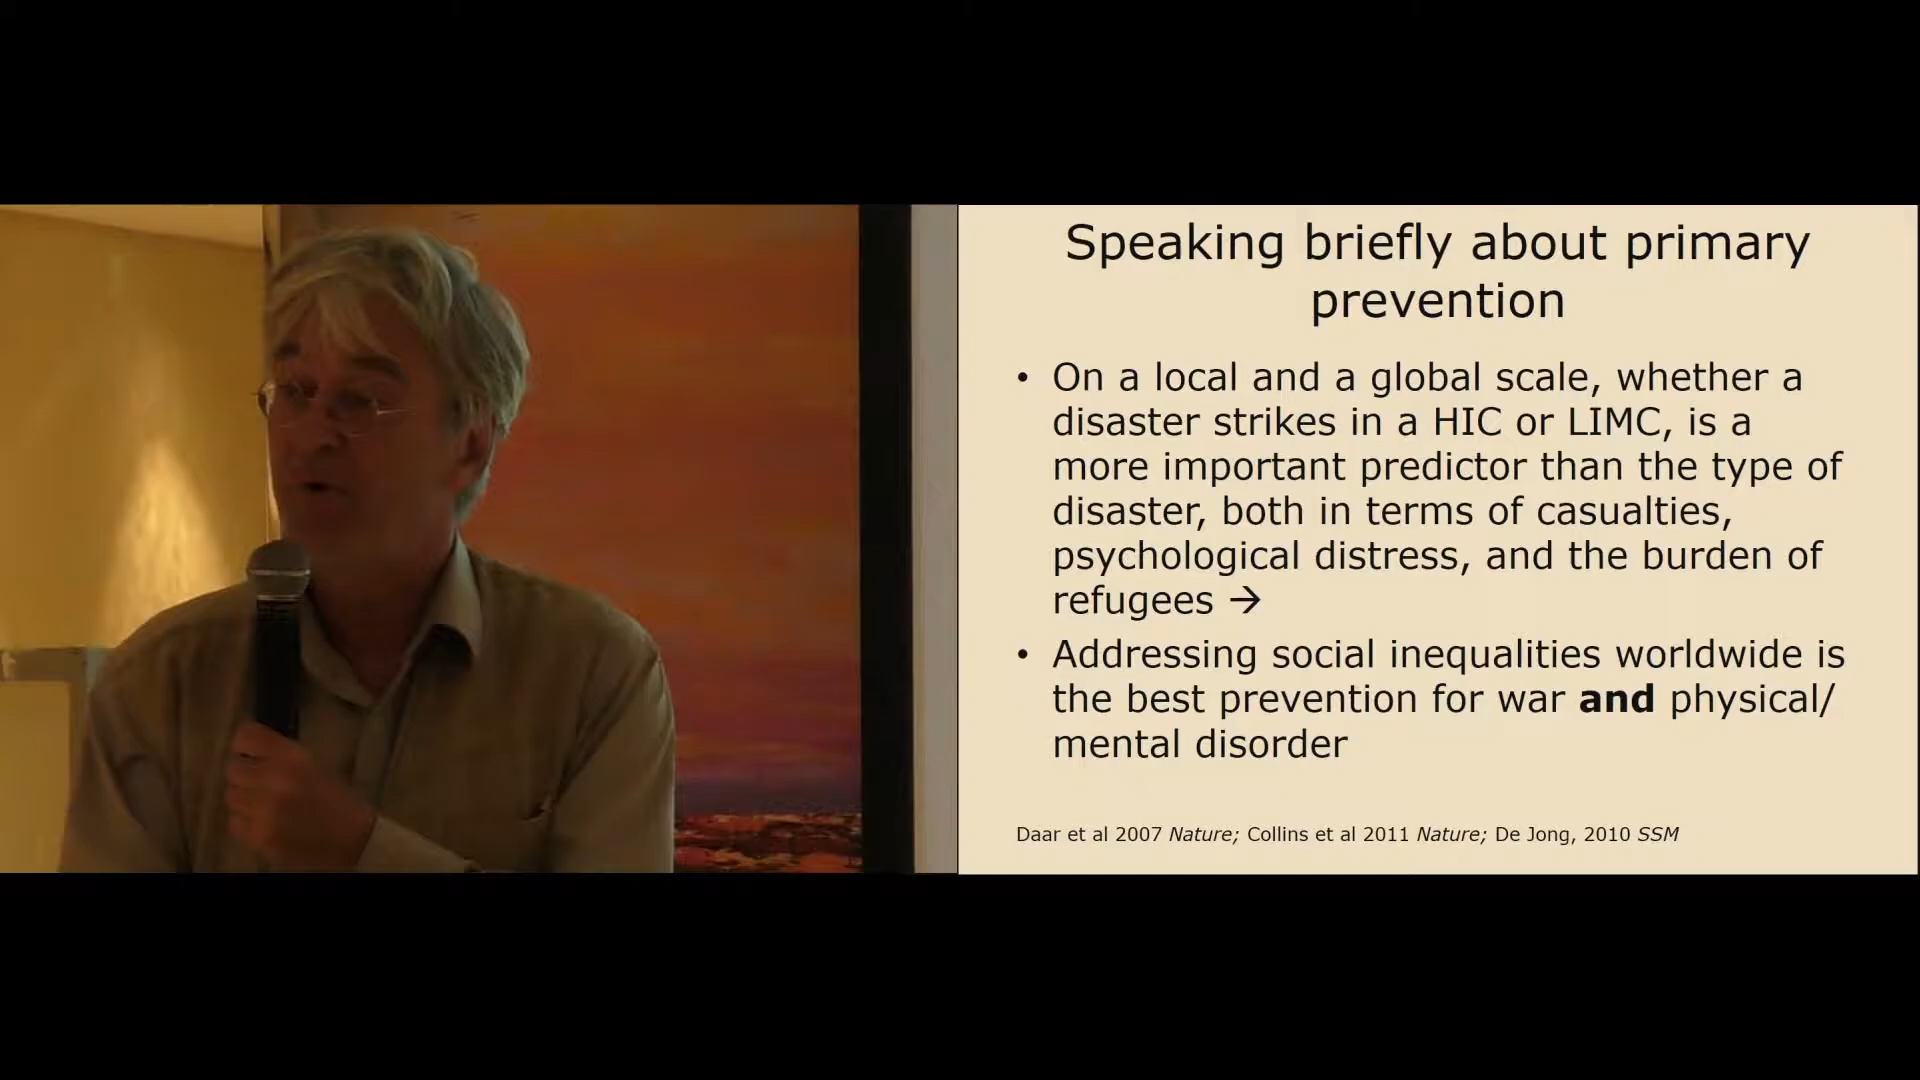 Speaking briefly about primary
prevention
• On a local and a global scale, whether a
disaster strikes in a HIC or LIMC, is a
more important predictor than the type of
disaster, both in terms of casualties,
psychological distress, and the burden of
refugees →
• Addressing social inequalities worldwide is
the best prevention for war and physical/
mental disorder
Daar et al 2007 Nature; Collins et al 2011 Nature; De Jong, 2010 SSM